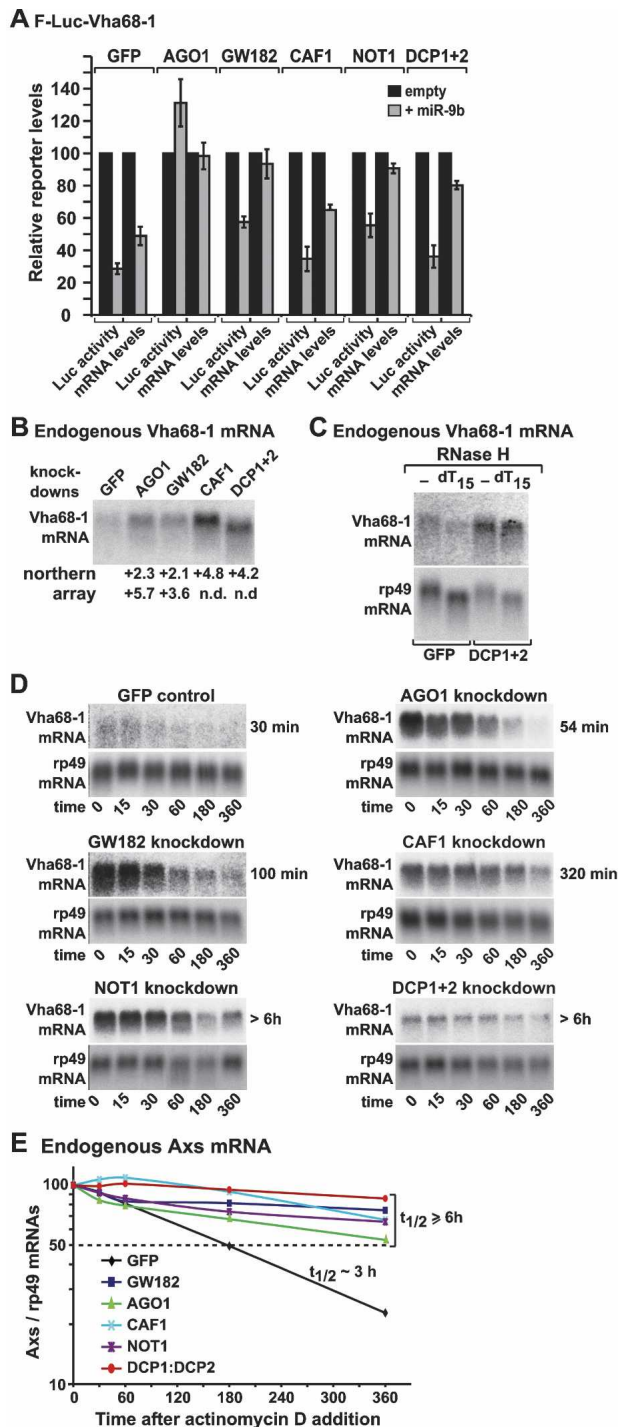 A F-Luc-Vha68-1
GFP AGO1 GW182 CAF1 NOT1 DCP1+2
empty
+ miR-9b
Relative reporter levels
140
120
100
80
60
40
20
0
Luc activity mRNA levels Luc activity mRNA levels Luc activity mRNA levels Luc activity mRNA levels Luc activity mRNA levels Luc activity mRNA levels
B Endogenous Vha68-1 mRNA
knock-
downs
GFP AGO1 GW182 CAF1 DCP1+2
Vha68-1
mRNA
northern +2.3 +2.1 +4.8 +4.2
array +5.7 +3.6 n.d. n.d
C Endogenous Vha68-1 mRNA
RNase H
– dT15 – dT15
Vha68-1
mRNA
rp49
mRNA
GFP DCP1+2
D
GFP control
Vha68-1
mRNA
30 min
rp49
mRNA
time 0 15 30 60 180 360
AGO1 knockdown
Vha68-1
mRNA
54 min
rp49
mRNA
time 0 15 30 60 180 360
GW182 knockdown
Vha68-1
mRNA
100 min
rp49
mRNA
time 0 15 30 60 180 360
CAF1 knockdown
Vha68-1
mRNA
320 min
rp49
mRNA
time 0 15 30 60 180 360
NOT1 knockdown
Vha68-1
mRNA
> 6h
rp49
mRNA
time 0 15 30 60 180 360
DCP1+2 knockdown
Vha68-1
mRNA
> 6h
rp49
mRNA
time 0 15 30 60 180 360
E Endogenous Axs mRNA
Axs / rp49 mRNAs
100
50
10
t1/2 ⩾ 6h
t1/2 ~ 3 h
GFP
GW182
AGO1
CAF1
NOT1
DCP1:DCP2
0 60 120 180 240 300 360
Time after actinomycin D addition